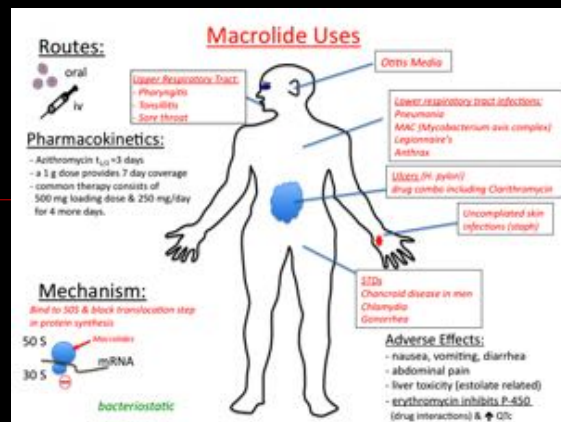 Macrolide Uses
Routes:
oral
iv
Pharmacokinetics:
- Azithromycin t1/2 =3 days
- a 1 g dose provides 7 day coverage
- common therapy consists of
500 mg loading dose & 250 mg/day
for 4 more days.
Mechanism:
Bind to 50S & block translocation step
in protein synthesis
50 S
Macrolides
mRNA
30 S
bacteriostatic
Upper Respiratory Tract:
- Pharyngitis
- Tonsilitis
- Sore throat
Otitis Media
Lower respiratory tract infections:
Pneumonia
MAC (Mycobacterium avis complex)
Legionnaire's
Anthrax
Ulcers (H. pylori)
drug combo including Clarithromycin
Uncomplicated skin
infections (staph)
STDs
Chancroid disease in men
Chlamydia
Gonorrhea
Adverse Effects:
- nausea, vomiting, diarrhea
- abdominal pain
- liver toxicity (estolate related)
- erythromycin inhibits P-450
(drug interactions) & ↑ QTc